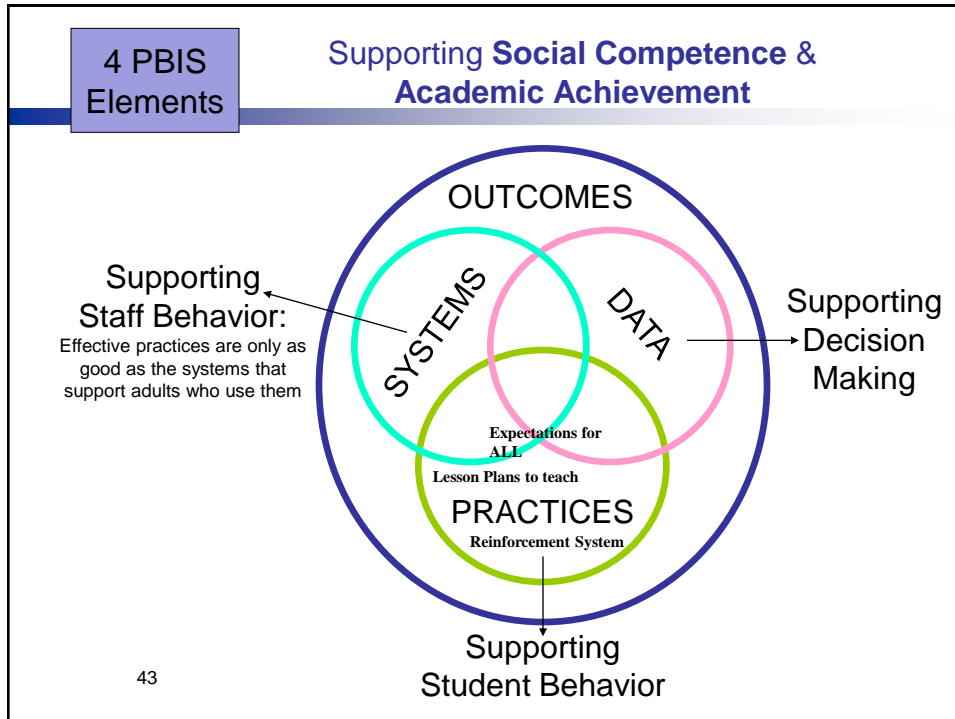 4 PBIS
Elements
Supporting Social Competence &
Academic Achievement
OUTCOMES
Supporting
Staff Behavior:
Effective practices are only as
good as the systems that
support adults who use them
SYSTEMS
DATA
Supporting
Decision
Making
Expectations for
ALL
Lesson Plans to teach
PRACTICES
Reinforcement System
Supporting
Student Behavior
43